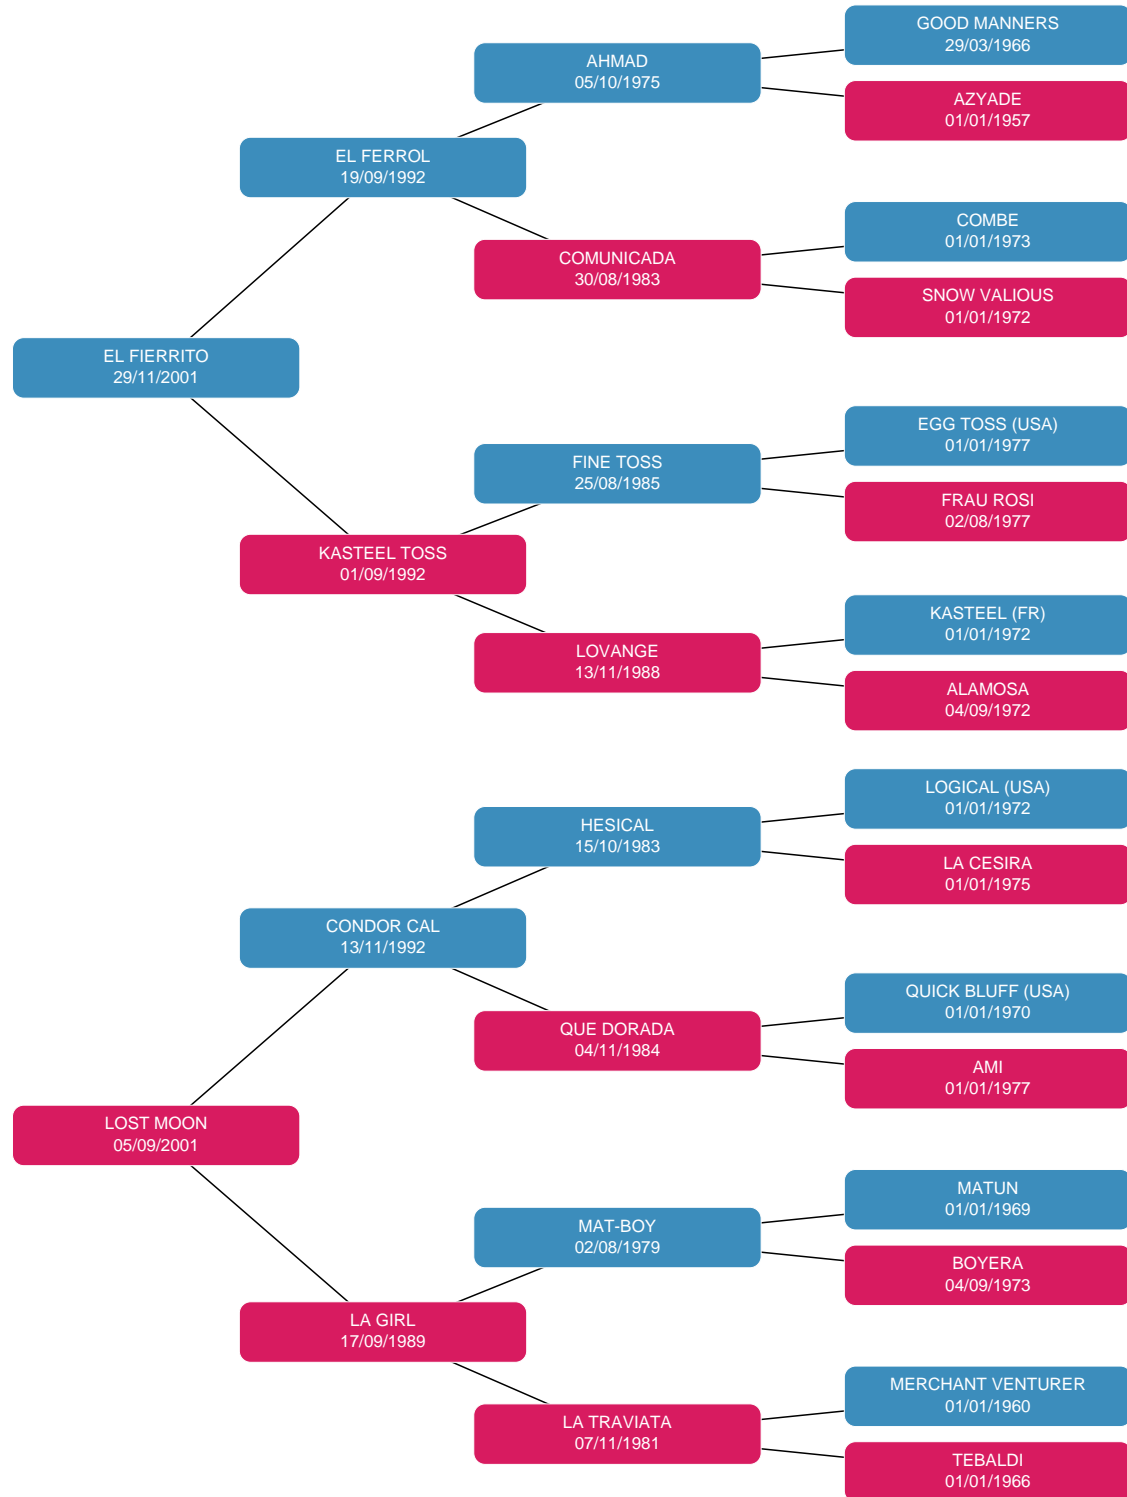 GOOD MANNERS
29/03/1966
AHMAD
05/10/1975
AZYADE
01/01/1957
EL FERROL
19/09/1992
COMBE
01/01/1973
COMUNICADA
30/08/1983
SNOW VALIOUS
01/01/1972
EL FIERRITO
29/11/2001
EGG TOSS (USA)
01/01/1977
FINE TOSS
25/08/1985
FRAU ROSI
02/08/1977
KASTEEL TOSS
01/09/1992
KASTEEL (FR)
01/01/1972
LOVANGE
13/11/1988
ALAMOSA
04/09/1972
LOGICAL (USA)
01/01/1972
HESICAL
15/10/1983
LA CESIRA
01/01/1975
CONDOR CAL
13/11/1992
QUICK BLUFF (USA)
01/01/1970
QUE DORADA
04/11/1984
AMI
01/01/1977
LOST MOON
05/09/2001
MATUN
01/01/1969
MAT-BOY
02/08/1979
BOYERA
04/09/1973
LA GIRL
17/09/1989
MERCHANT VENTURER
01/01/1960
LA TRAVIATA
07/11/1981
TEBALDI
01/01/1966